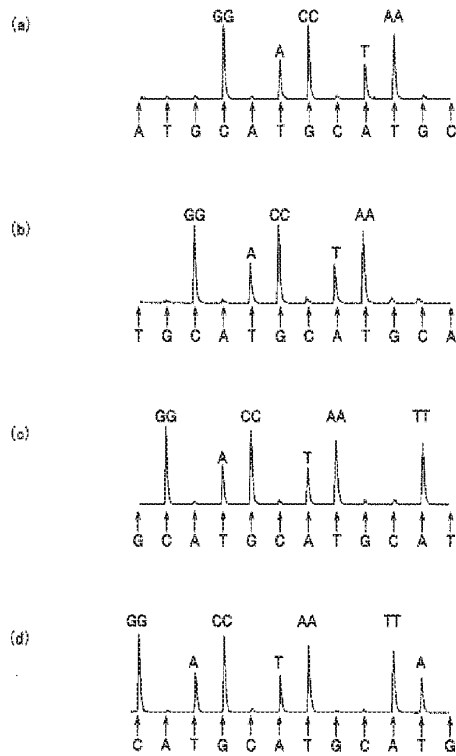 (a)
GG CC AA
A T
A T G C A T G C A T G C
(b)
GG CC AA
A T
T G C A T G C A T G C A
(c)
GG CC AA TT
A T
G C A T G C A T G C A T
(d)
GG CC AA TT
A T A
C A T G C A T G C A T G